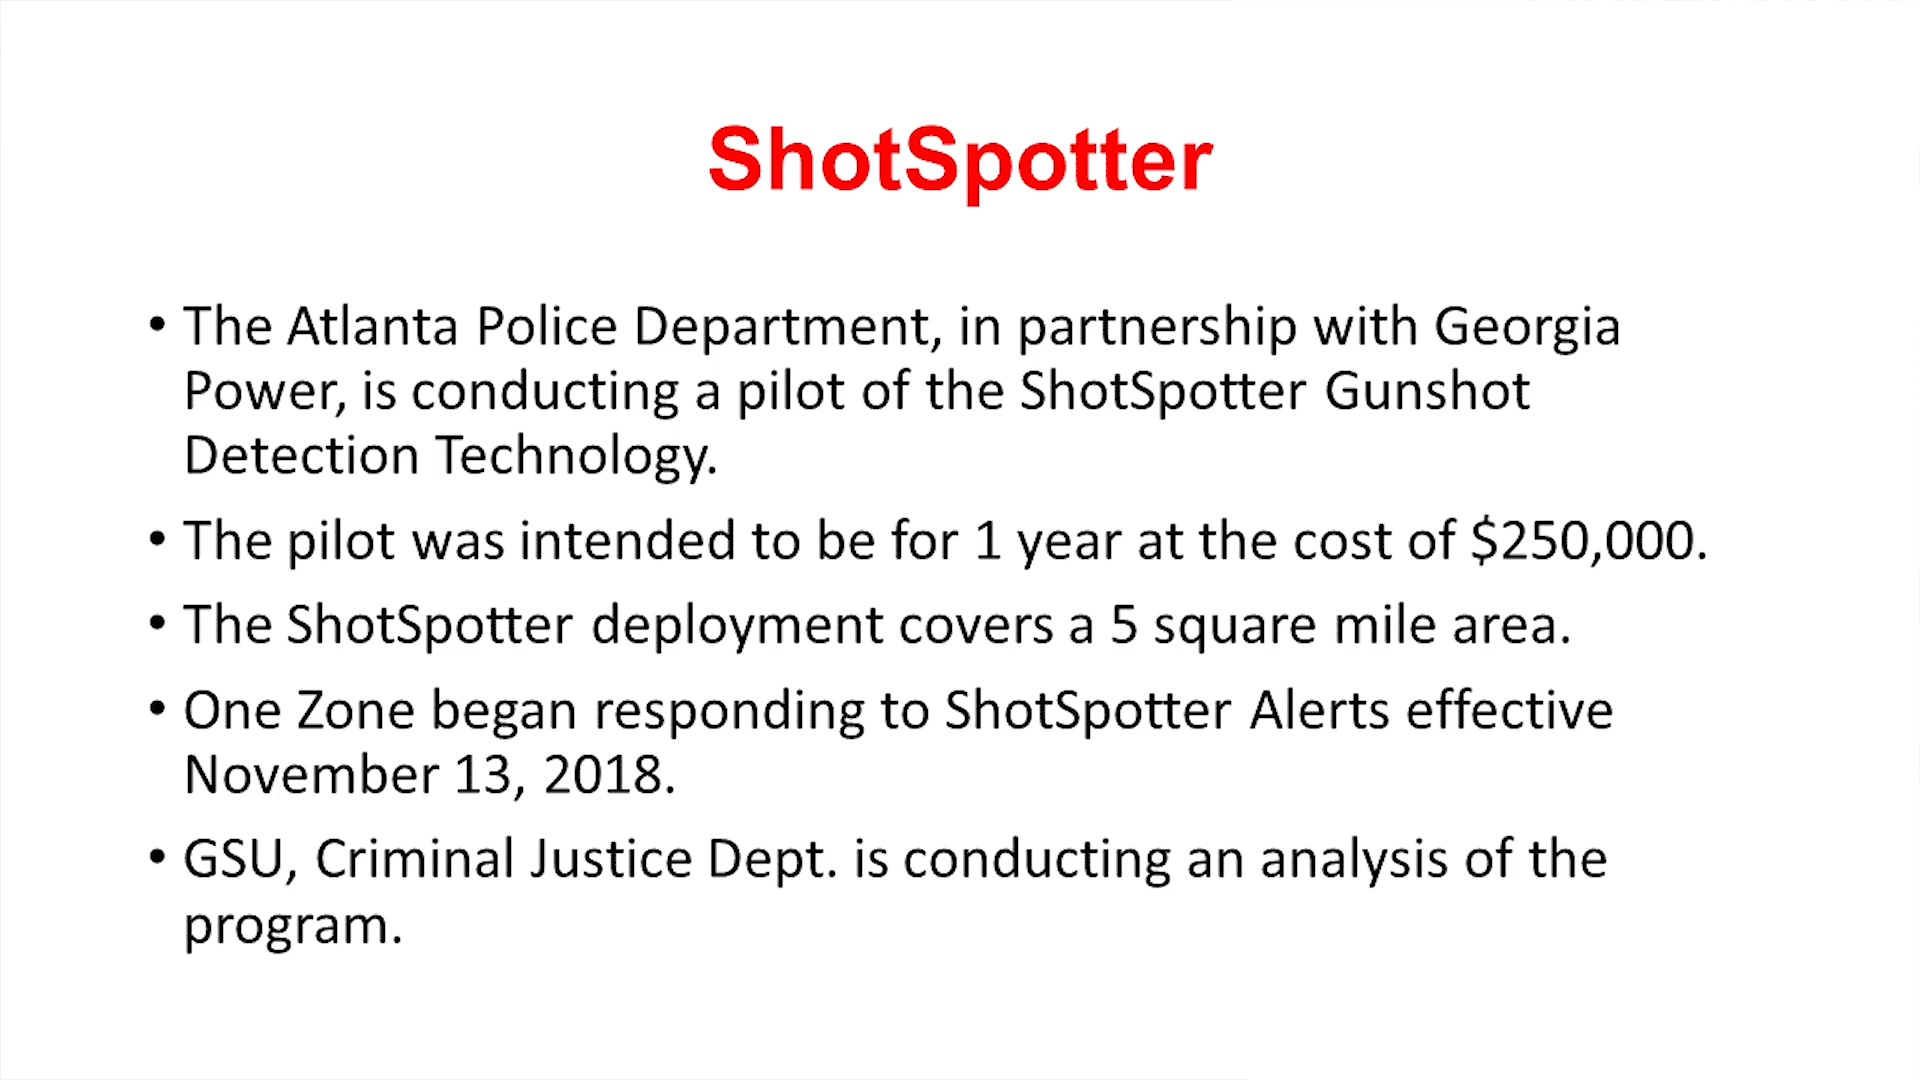 ShotSpotter
• The Atlanta Police Department, in partnership with Georgia
Power, is conducting a pilot of the ShotSpotter Gunshot
Detection Technology.
• The pilot was intended to be for 1 year at the cost of $250,000.
• The ShotSpotter deployment covers a 5 square mile area.
• One Zone began responding to ShotSpotter Alerts effective
November 13, 2018.
• GSU, Criminal Justice Dept. is conducting an analysis of the
program.